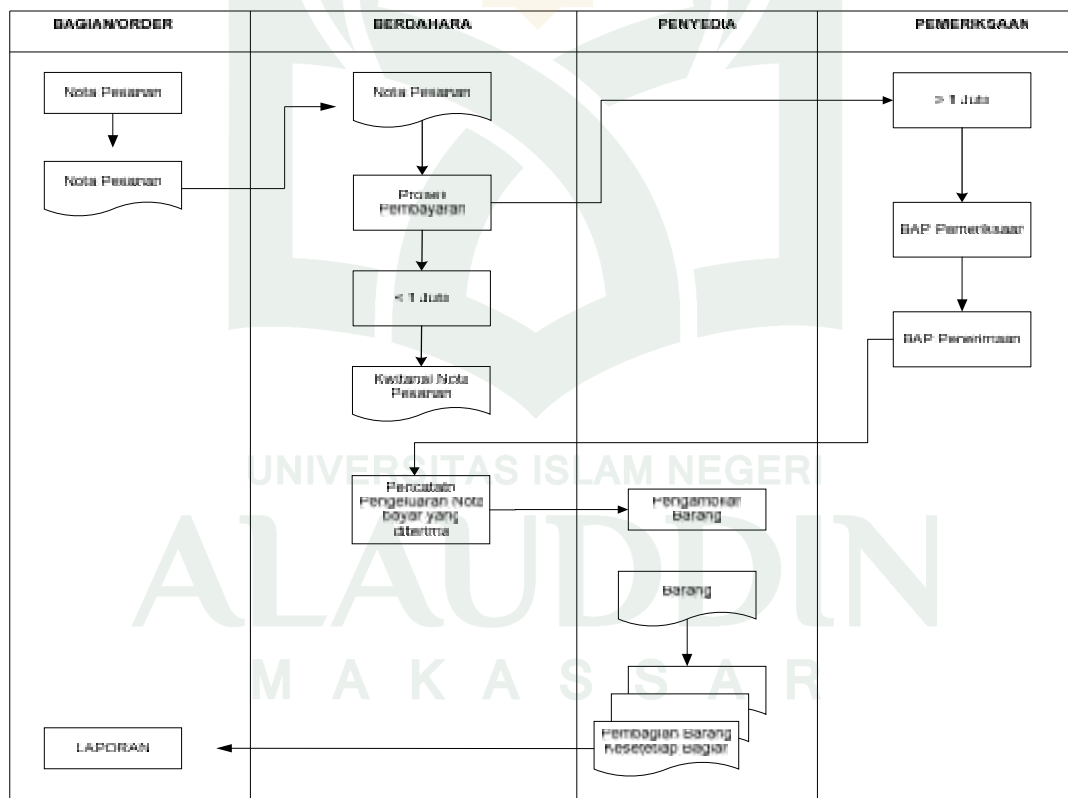 BAGIAN/ORDER
BERDAHARA
PENYEDIA
PEMERIKSAAN
Nota Pesanan
Nota Pesanan
Nota Pesanan
Proses
Pembayaran
< 1 Juta
Kwitansi Nota
Pesanan
> 1 Juta
BAP Pemeriksaan
BAP Penerimaan
Pencatatn
Pengeluaran Nota
bayar yang
diterima
Pengambilan
Barang
Barang
Pembagian Barang
Kesetetiap Bagian
LAPORAN
UNIVERSITAS ISLAM NEGERI
ALAUDDIN
MAKASSAR